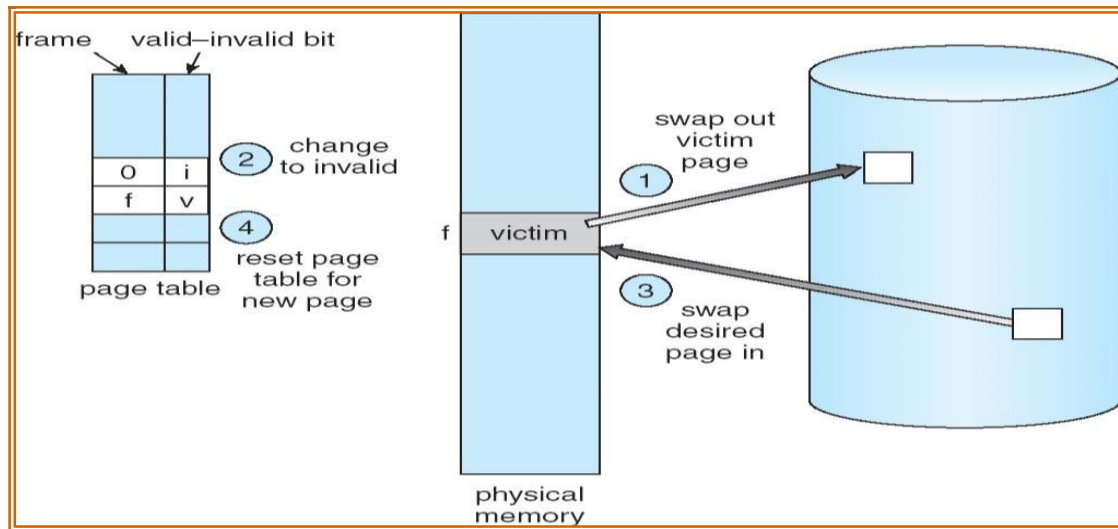 frame valid–invalid bit
0 i
f v
page table
2 change
to invalid
4
reset page
table for
new page
f victim
physical
memory
swap out
victim
page
1
3
swap
desired
page in